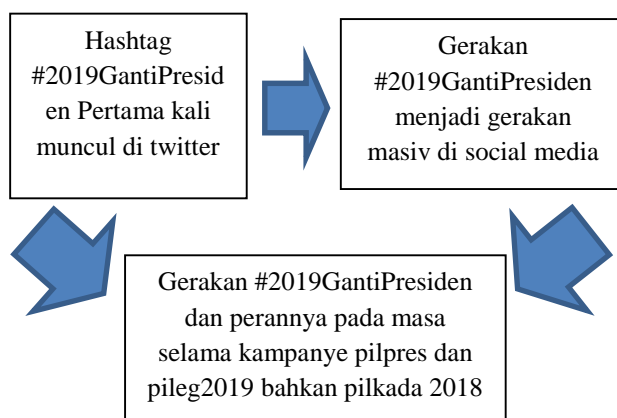 Hashtag
#2019GantiPresid
en Pertama kali
muncul di twitter
Gerakan
#2019GantiPresiden
menjadi gerakan
masiv di social media
Gerakan #2019GantiPresiden
dan perannya pada masa
selama kampanye pilpres dan
pileg2019 bahkan pilkada 2018